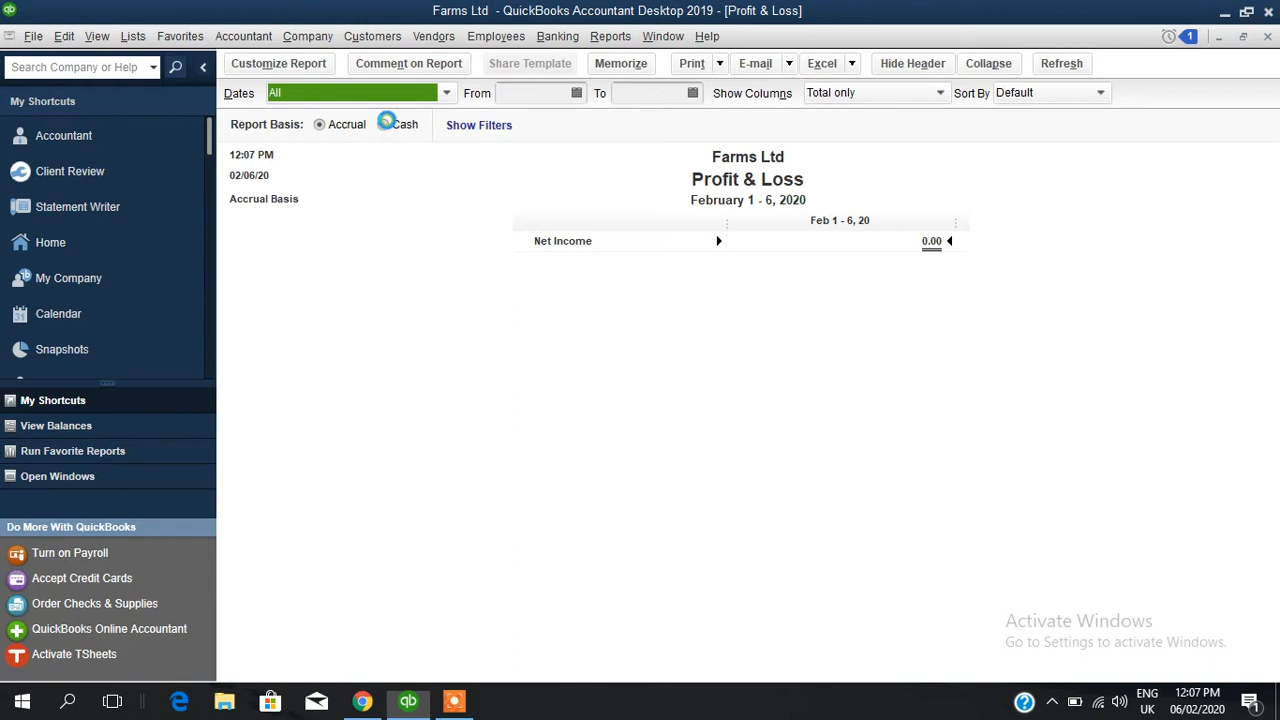 Farms Ltd - QuickBooks Accountant Desktop 2019 - [Profit & Loss]
File Edit View Lists Favorites Accountant Company Customers Vendors Employees Banking Reports Window Help
1
Search Company or Help
Customize Report Comment on Report Share Template Memorize Print E-mail Excel Hide Header Collapse Refresh
Dates All From To Show Columns Total only Sort By Default
Report Basis: Accrual Cash Show Filters
My Shortcuts
Accountant
Client Review
Statement Writer
Home
My Company
Calendar
Snapshots
My Shortcuts
View Balances
Run Favorite Reports
Open Windows
Do More With QuickBooks
Turn on Payroll
Accept Credit Cards
Order Checks & Supplies
QuickBooks Online Accountant
Activate TSheets
12:07 PM
02/06/20
Accrual Basis
Farms Ltd
Profit & Loss
February 1 - 6, 2020
Feb 1 - 6, 20
Net Income 0.00
Activate Windows
Go to Settings to activate Windows.
ENG
UK
12:07 PM
06/02/2020
1